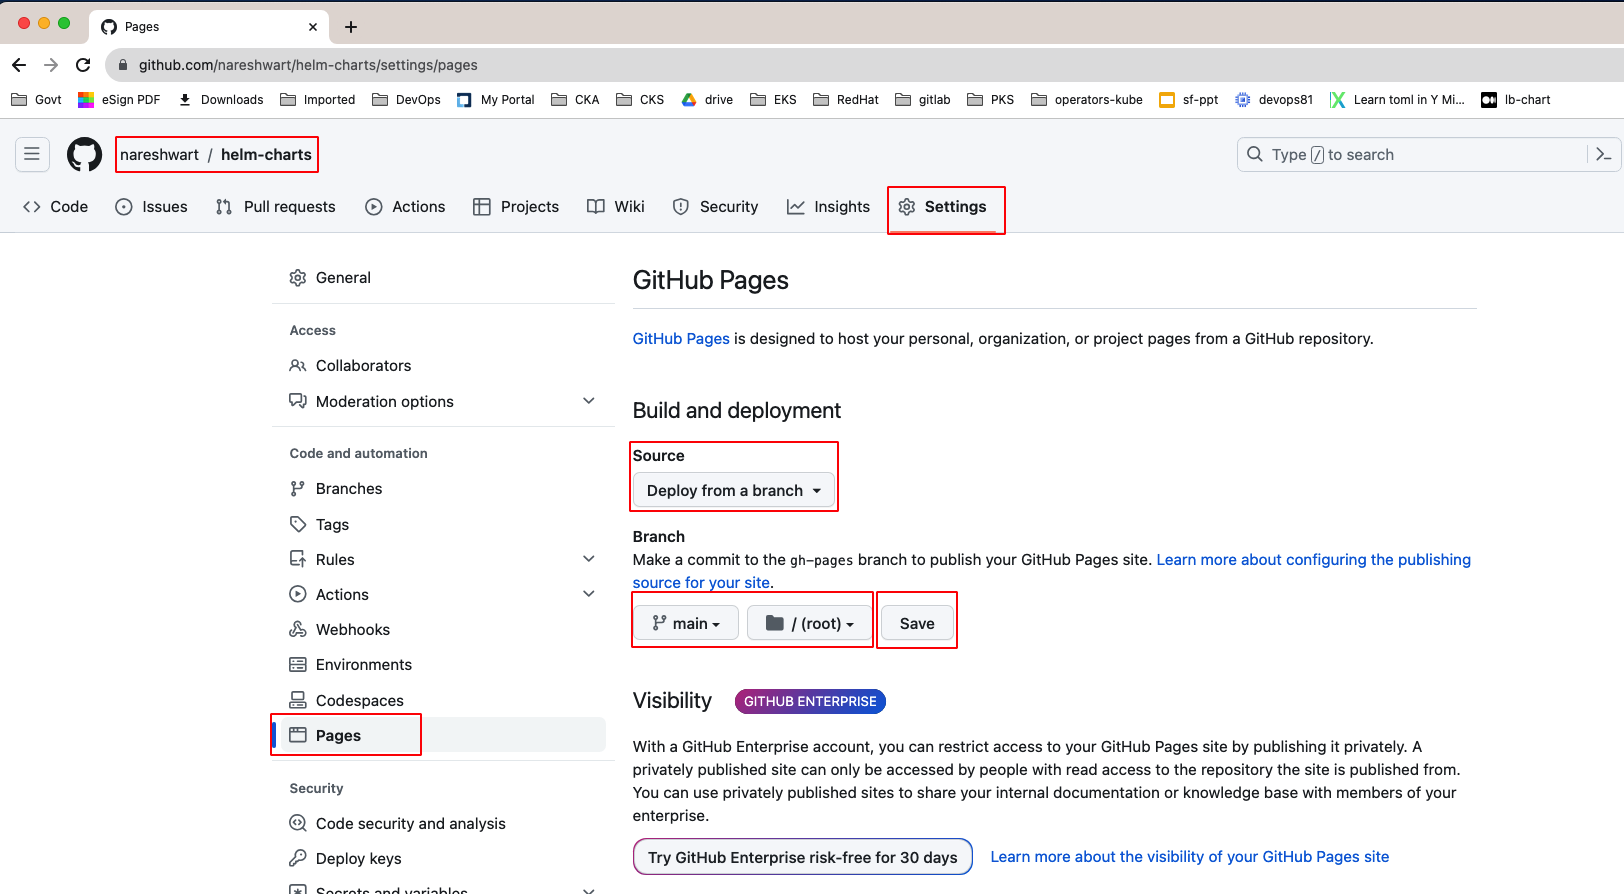 Pages
github.com/nareshwart/helm-charts/settings/pages
Govt eSign PDF Downloads Imported DevOps My Portal CKA CKS drive EKS RedHat gitlab PKS operators-kube sf-ppt devops81 Learn toml in Y Mi... lb-chart
nareshwart / helm-charts
Type / to search
Code Issues Pull requests Actions Projects Wiki Security Insights Settings
General
Access
Collaborators
Moderation options
Code and automation
Branches
Tags
Rules
Actions
Webhooks
Environments
Codespaces
Pages
Security
Code security and analysis
Deploy keys
Secrets and variables
GitHub Pages
GitHub Pages is designed to host your personal, organization, or project pages from a GitHub repository.
Build and deployment
Source
Deploy from a branch
Branch
Make a commit to the gh-pages branch to publish your GitHub Pages site. Learn more about configuring the publishing
source for your site.
main / (root) Save
Visibility GITHUB ENTERPRISE
With a GitHub Enterprise account, you can restrict access to your GitHub Pages site by publishing it privately. A
privately published site can only be accessed by people with read access to the repository the site is published from.
You can use privately published sites to share your internal documentation or knowledge base with members of your
enterprise.
Try GitHub Enterprise risk-free for 30 days Learn more about the visibility of your GitHub Pages site